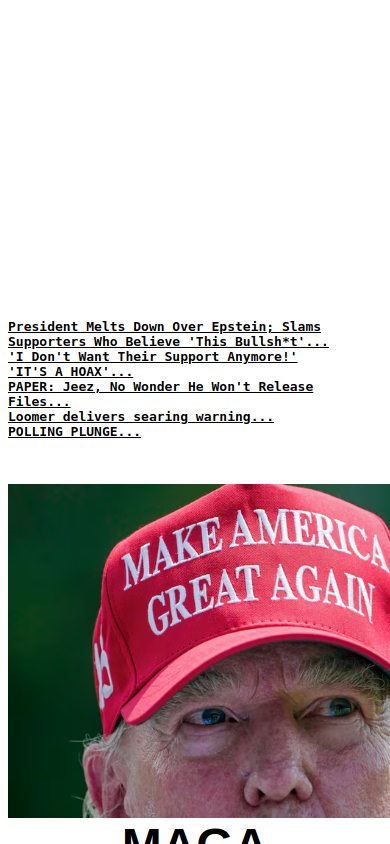 President Melts Down Over Epstein; Slams
Supporters Who Believe 'This Bullsh*t'...
'I Don't Want Their Support Anymore!'
'IT'S A HOAX'...
PAPER: Jeez, No Wonder He Won't Release
Files...
Loomer delivers searing warning...
POLLING PLUNGE...
MAKE AMERICA
GREAT AGAIN
MAGA